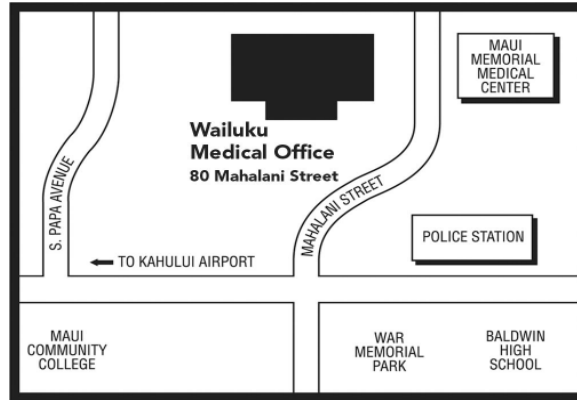 MAUI
MEMORIAL
MEDICAL
CENTER
Wailuku
Medical Office
80 Mahalani Street
S. PAPA AVENUE
MAHALANI STREET
POLICE STATION
TO KAHULUI AIRPORT
MAUI
COMMUNITY
COLLEGE
WAR
MEMORIAL
PARK
BALDWIN
HIGH
SCHOOL